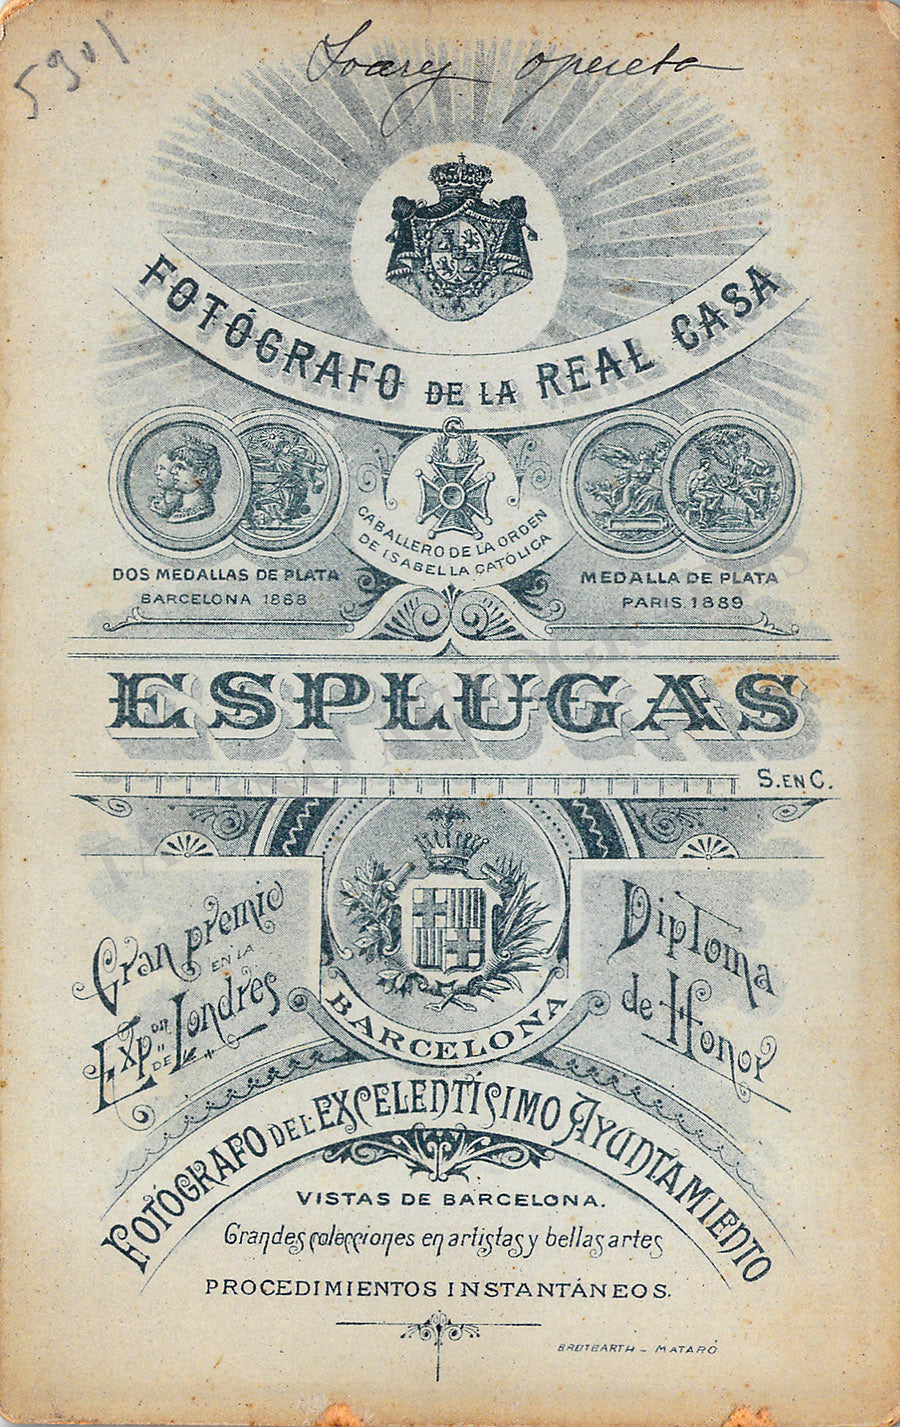 5301
opereta
FOTÓGRAFO DE LA REAL CASA
CABALLERO DE LA ORDEN
DE ISABEL LA CATÓLICA
DOS MEDALLAS DE PLATA
BARCELONA 1888
MEDALLA DE PLATA
PARIS. 1889
ESPLUGAS
S. EN C.
Gran premio
EN LA
Expon DE Londres
Diploma
de Honor
BARCELONA
FOTÓGRAFO DEL EXCELENTÍSIMO AYUNTAMIENTO
VISTAS DE BARCELONA.
Grandes colecciones en artistas y bellas artes
PROCEDIMIENTOS INSTANTÁNEOS.
BREITBARTH - MATARÓ